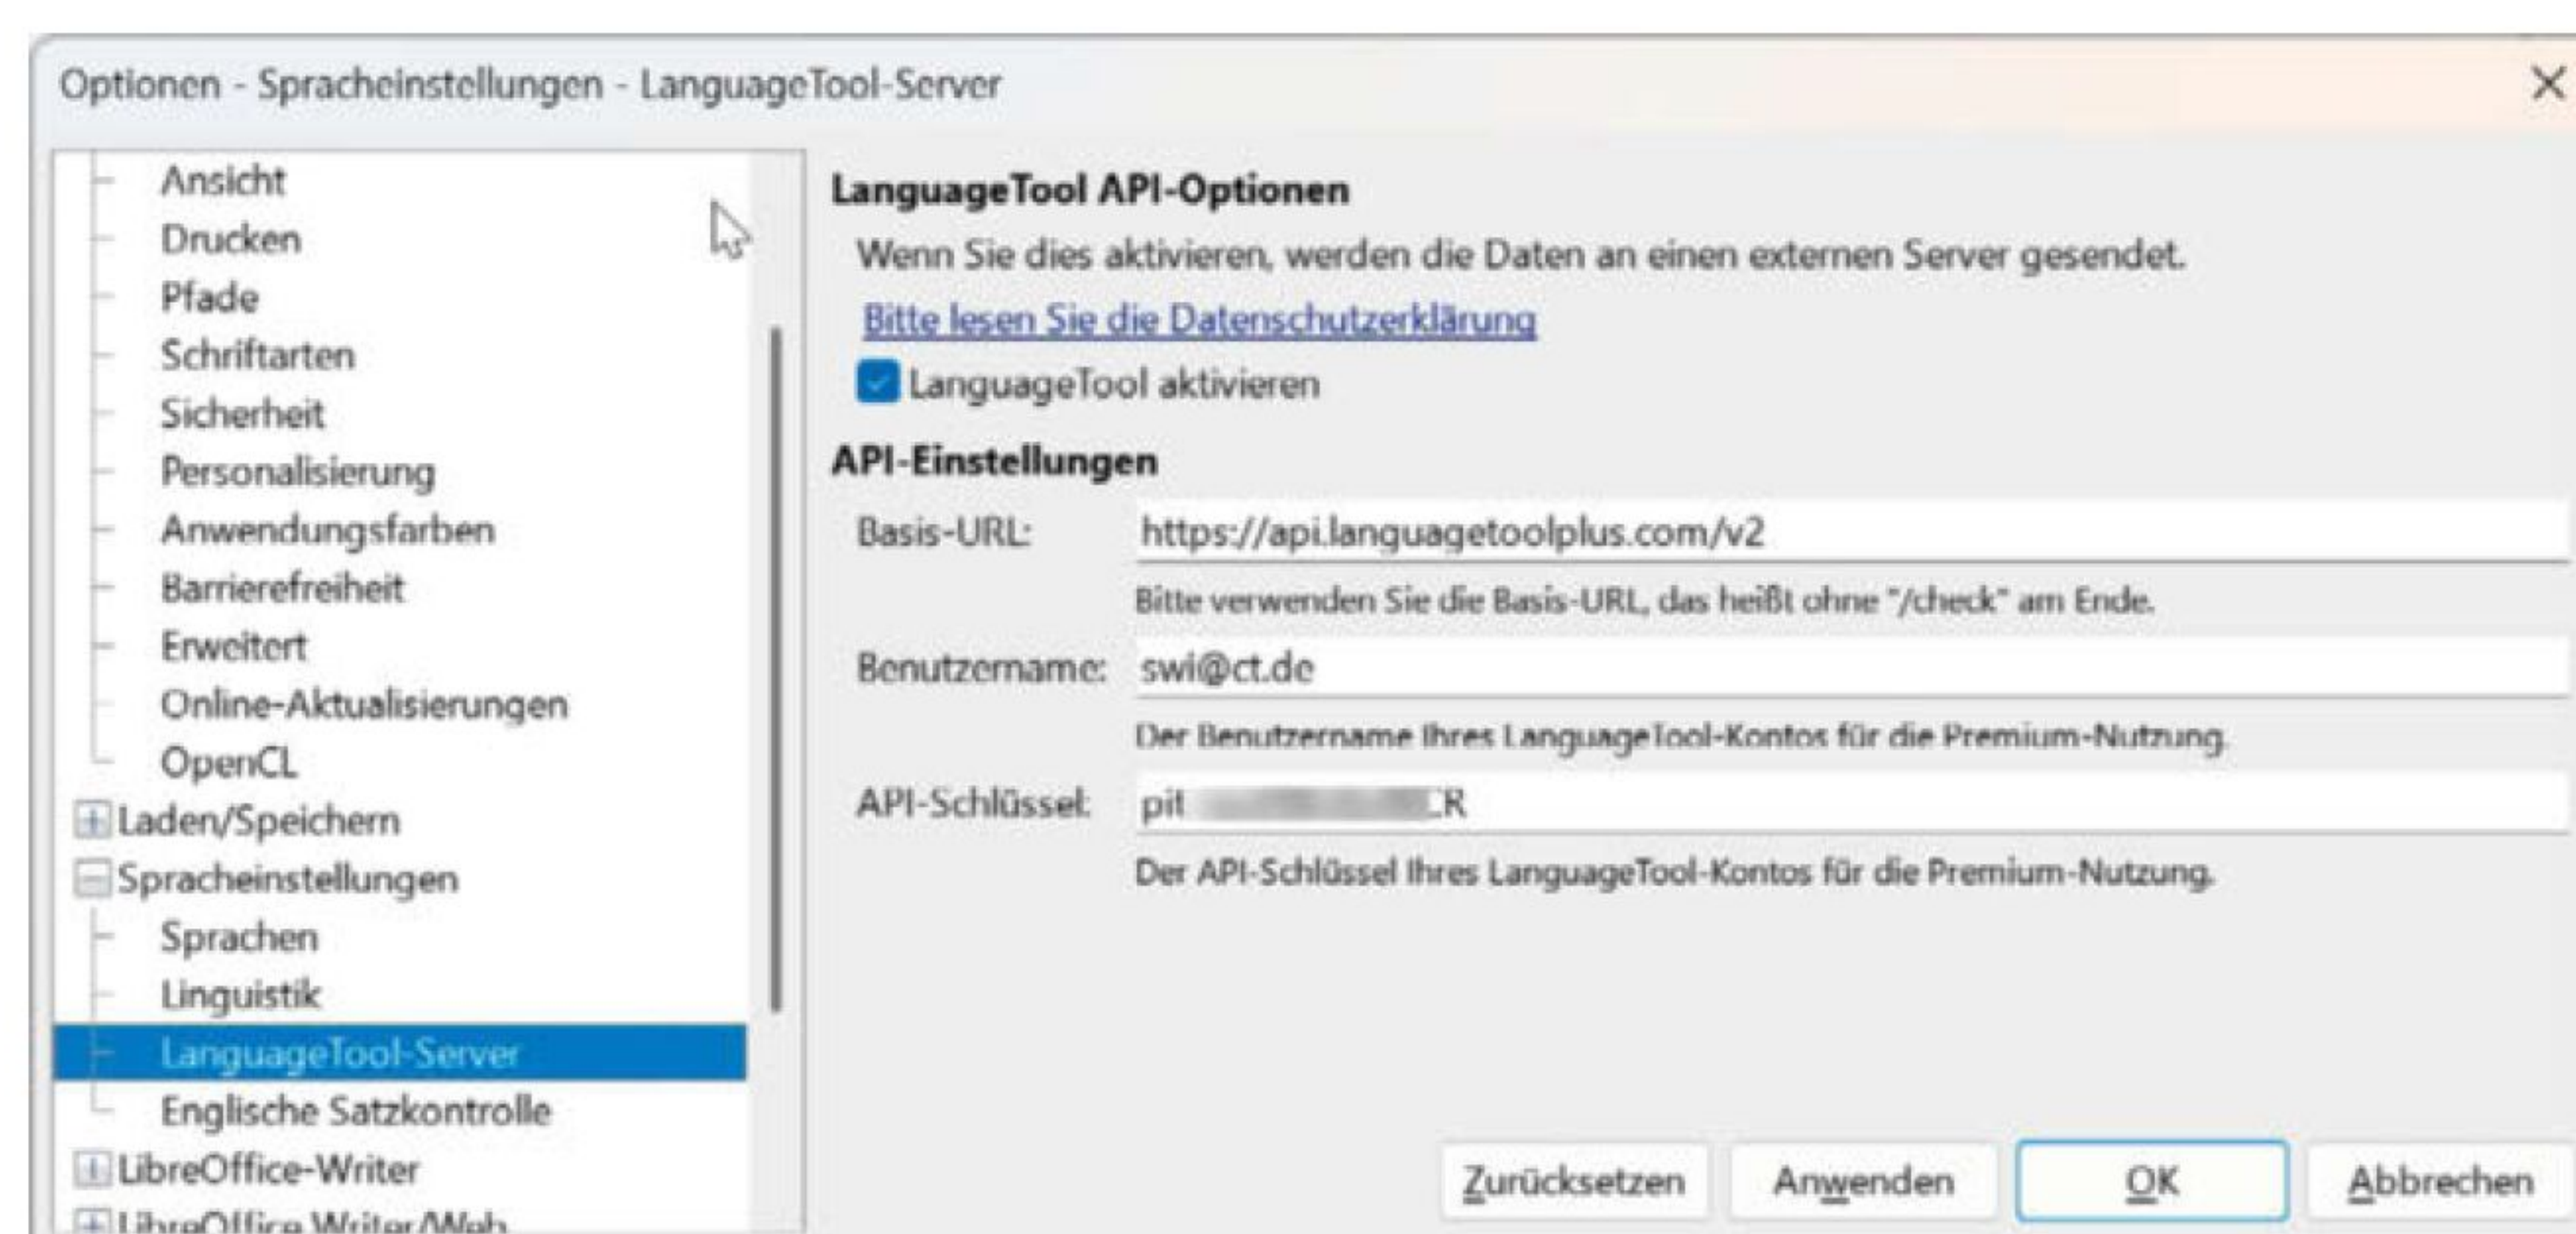 Optionen - Spracheinstellungen - LanguageTool-Server
Ansicht
Drucken
Pfade
Schriftarten
Sicherheit
Personalisierung
Anwendungsfarben
Barrierefreiheit
Erweitert
Online-Aktualisierungen
OpenCL
Laden/Speichern
Spracheinstellungen
Sprachen
Linguistik
LanguageTool-Server
Englische Satzkontrolle
LibreOffice-Writer
LibreOffice Writer/Web
LanguageTool API-Optionen
Wenn Sie dies aktivieren, werden die Daten an einen externen Server gesendet.
Bitte lesen Sie die Datenschutzerklärung
LanguageTool aktivieren
API-Einstellungen
Basis-URL: https://api.languagetoolplus.com/v2
Bitte verwenden Sie die Basis-URL, das heißt ohne "/check" am Ende.
Benutzername: swi@ct.de
Der Benutzername Ihres LanguageTool-Kontos für die Premium-Nutzung.
API-Schlüssel: pit
Der API-Schlüssel Ihres LanguageTool-Kontos für die Premium-Nutzung.
Zurücksetzen Anwenden OK Abbrechen